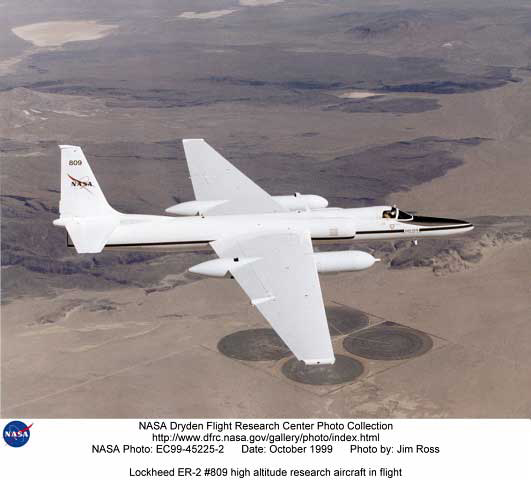 809
NASA
NASA
NASA Dryden Flight Research Center Photo Collection
http://www.dfrc.nasa.gov/gallery/photo/index.html
NASA Photo: EC99-45225-2 Date: October 1999 Photo by: Jim Ross
Lockheed ER-2 #809 high altitude research aircraft in flight